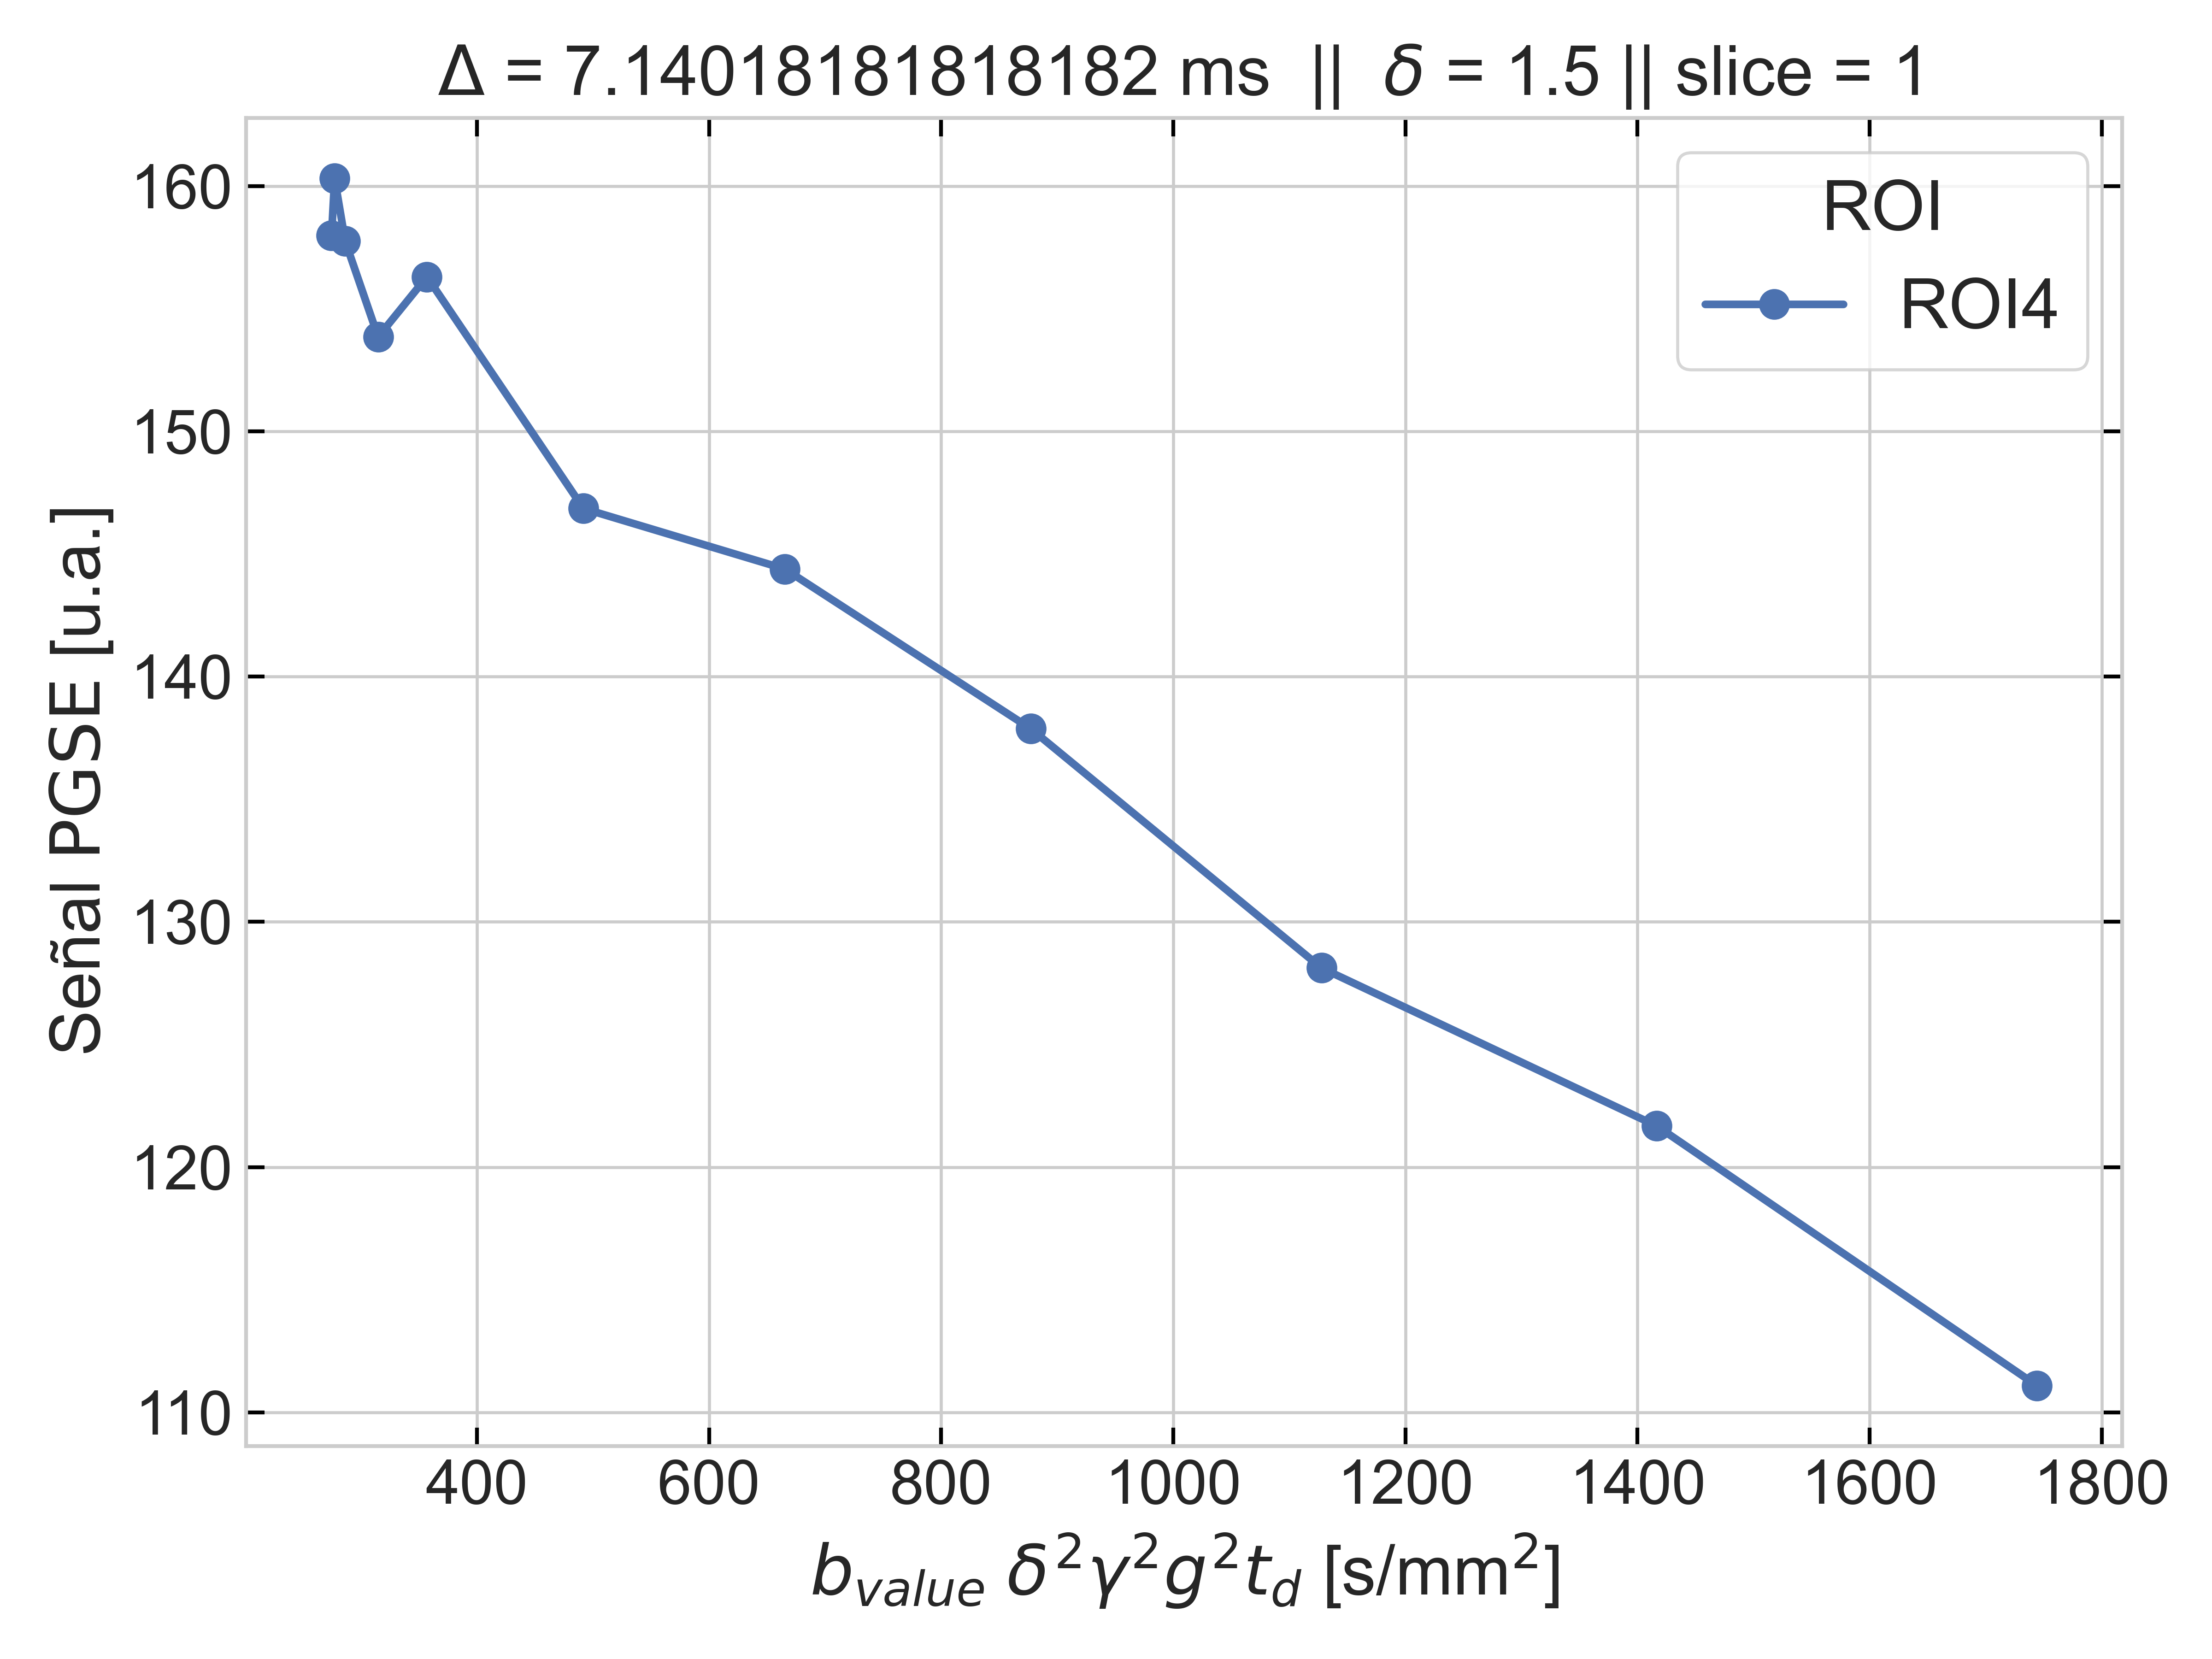 Δ = 7.140181818181818182 ms || δ = 1.5 || slice = 1
ROI
ROI4
160
150
140
130
120
110
Señal PGSE [u.a.]
400 600 800 1000 1200 1400 1600 1800
b_value δ²γ²g²t_d [s/mm²]